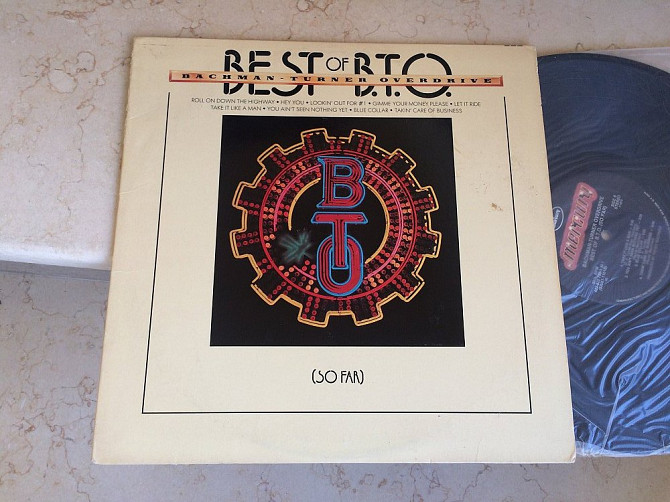 BEST OF B.T.O.
BACHMAN-TURNER OVERDRIVE
ROLL ON DOWN THE HIGHWAY • HEY YOU • LOOKIN' OUT FOR #1 • GIMME YOUR MONEY PLEASE • LET IT RIDE
TAKE IT LIKE A MAN • YOU AIN'T SEEN NOTHING YET • BLUE COLLAR • TAKIN' CARE OF BUSINESS
BTO
(SO FAR)